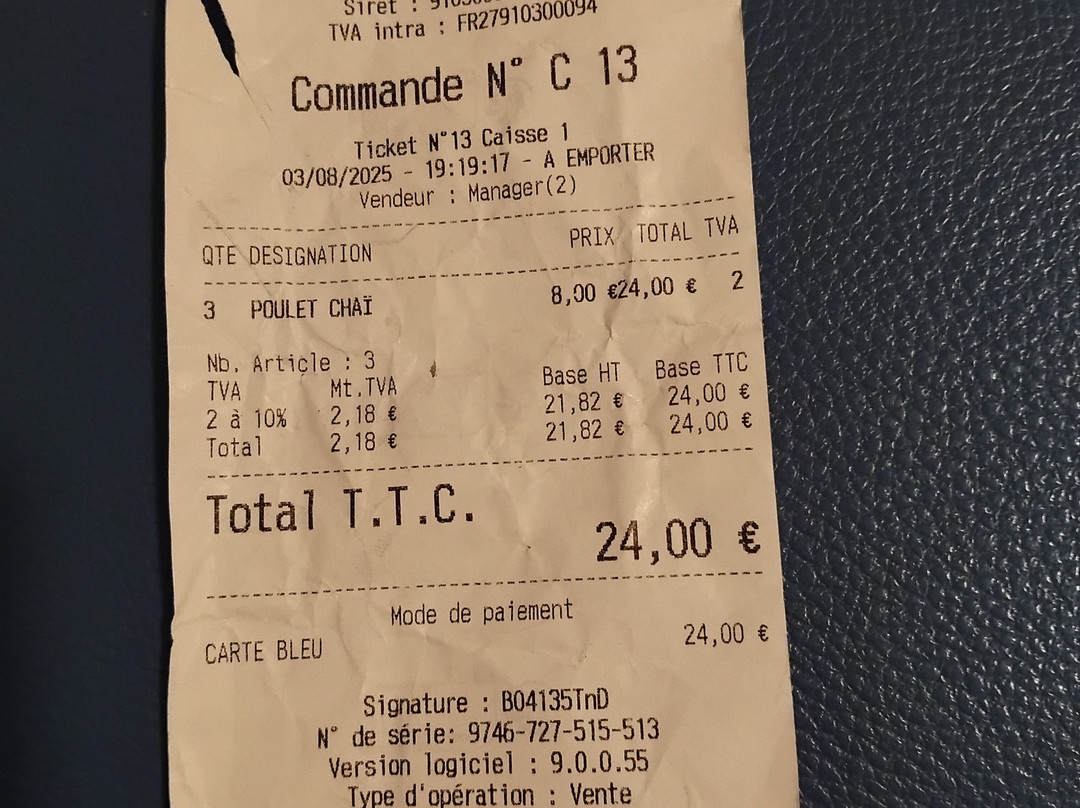 Siret :
TVA intra : FR27910300094
Commande N° C 13
Ticket N°13 Caisse 1
03/08/2025 - 19:19:17 - A EMPORTER
Vendeur : Manager(2)
QTE DESIGNATION PRIX TOTAL TVA
3 POULET CHAÏ 8,00 €24,00 € 2
Nb. Article : 3
TVA Mt.TVA Base HT Base TTC
2 à 10% 2,18 € 21,82 € 24,00 €
Total 2,18 € 21,82 € 24,00 €
Total T.T.C.
24,00 €
Mode de paiement
CARTE BLEU 24,00 €
Signature : B04135TnD
N° de série: 9746-727-515-513
Version logiciel : 9.0.0.55
Type d'opération : Vente